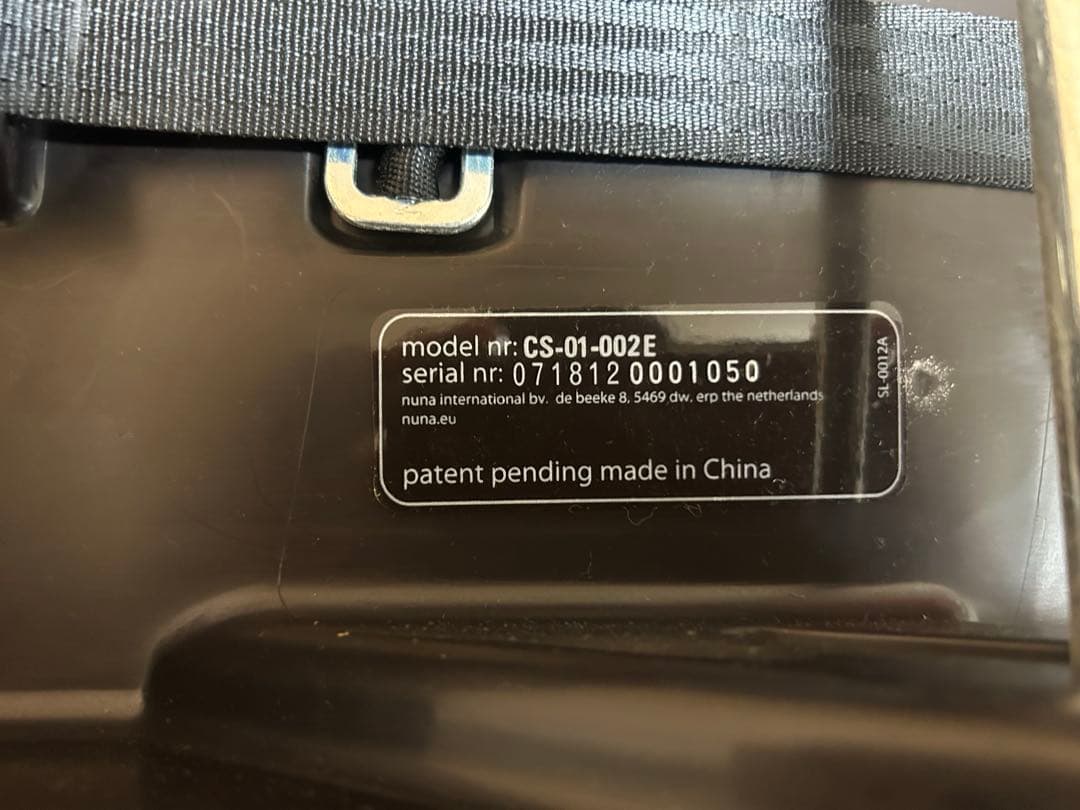 model nr: CS-01-002E
serial nr: 071812 0001050
nuna international bv. de beeke 8, 5469 dw. erp the netherlands
nuna.eu
patent pending made in China
SL-0012A